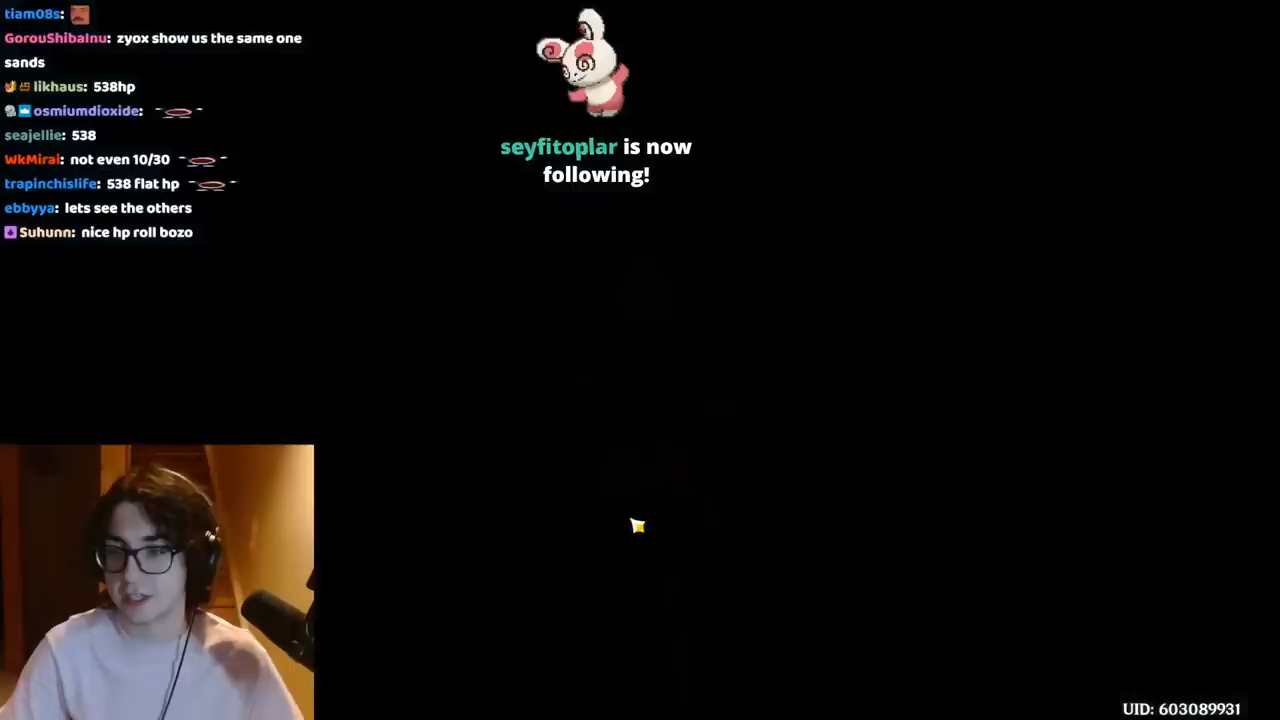 tiam08s:
GorouShibaInu: zyox show us the same one
sands
likhaus: 538hp
osmiumdioxide:
seajellie: 538
WkMirai: not even 10/30
trapinchislife: 538 flat hp
ebbyya: lets see the others
Suhunn: nice hp roll bozo
seyfitoplar is now
following!
UID: 603089931